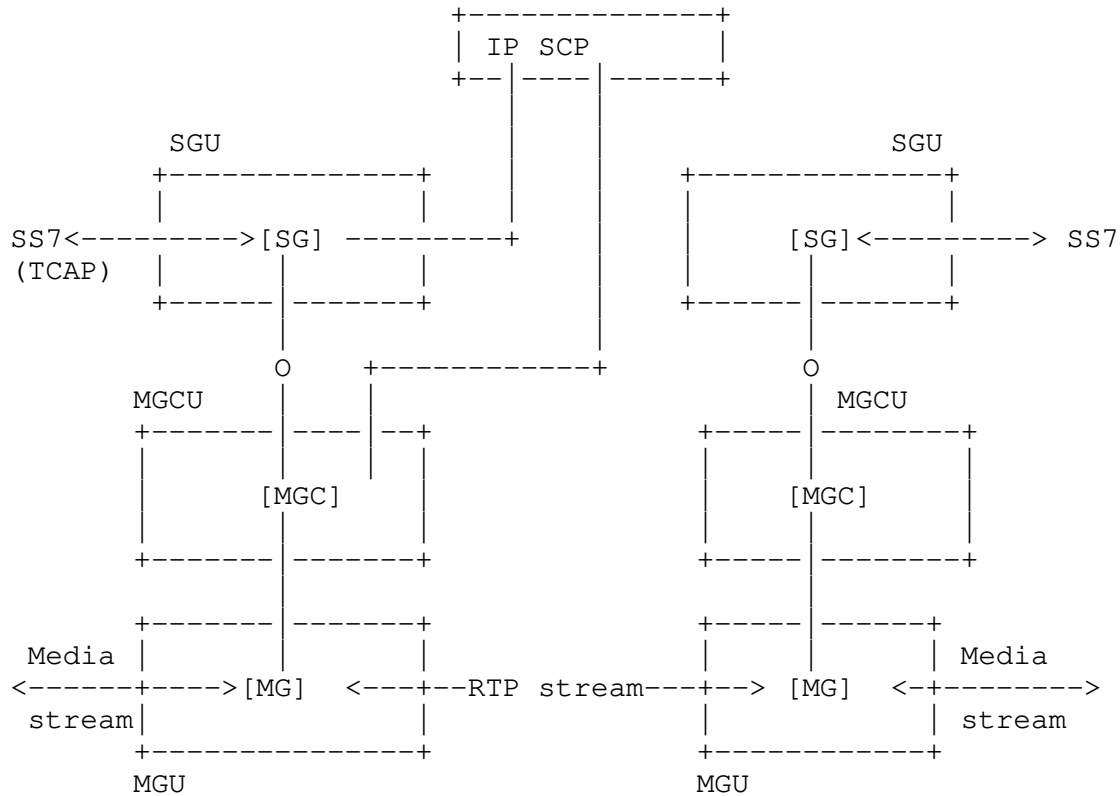 IP SCP
SGU SGU
SS7<--------->[SG] ---------+ [SG]<---------> SS7
(TCAP)
O O
MGCU MGCU
[MGC] [MGC]
Media Media
<------+---->[MG] <---+--RTP stream-----+--> [MG] <-+-------->
stream stream
MGU MGU